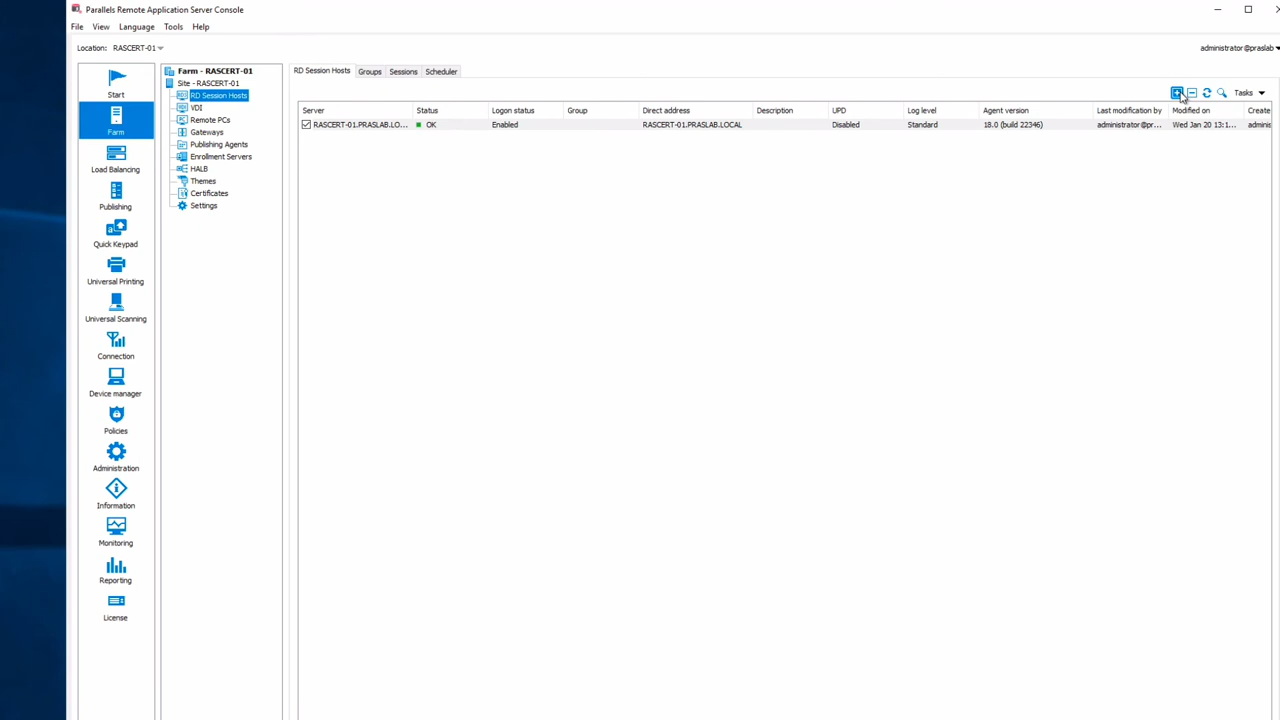 Parallels Remote Application Server Console
File View Language Tools Help
Location: RASCERT-01
administrator@praslab
Start
Farm
Load Balancing
Publishing
Quick Keypad
Universal Printing
Universal Scanning
Connection
Device manager
Policies
Administration
Information
Monitoring
Reporting
License
Farm - RASCERT-01
Site - RASCERT-01
RD Session Hosts
VDI
Remote PCs
Gateways
Publishing Agents
Enrollment Servers
HALB
Themes
Certificates
Settings
RD Session Hosts Groups Sessions Scheduler
Tasks
Server Status Logon status Group Direct address Description UPD Log level Agent version Last modification by Modified on Create
RASCERT-01.PRASLAB.LO... OK Enabled RASCERT-01.PRASLAB.LOCAL Disabled Standard 18.0 (build 22346) administrator@pr... Wed Jan 20 13:1... adminis